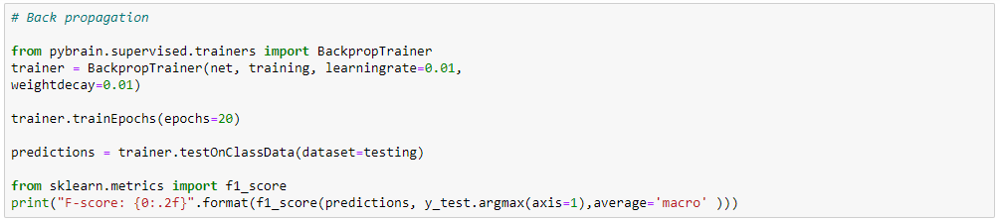 # Back propagation
from pybrain.supervised.trainers import BackpropTrainer
trainer = BackpropTrainer(net, training, learningrate=0.01,
weightdecay=0.01)
trainer.trainEpochs(epochs=20)
predictions = trainer.testOnClassData(dataset=testing)
from sklearn.metrics import f1_score
print("F-score: {0:.2f}".format(f1_score(predictions, y_test.argmax(axis=1),average='macro' )))